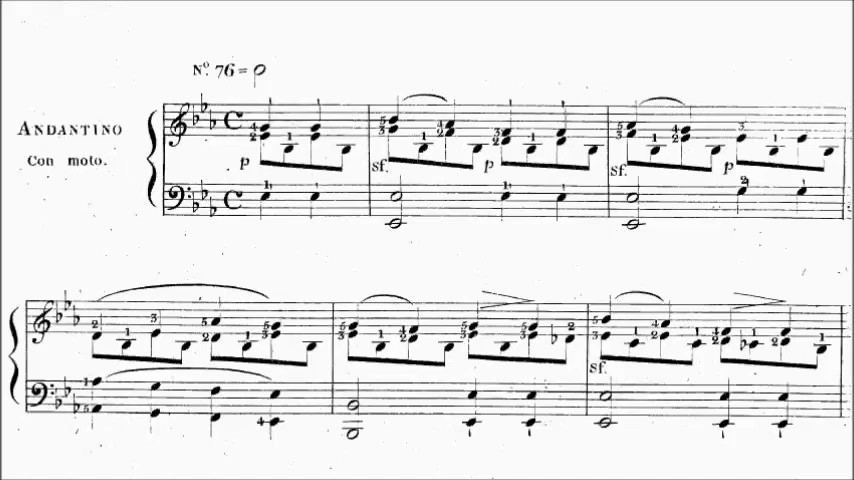 Nº. 76 =
ANDANTINO
Con moto.
p
sf.
p
sf.
p
sf.